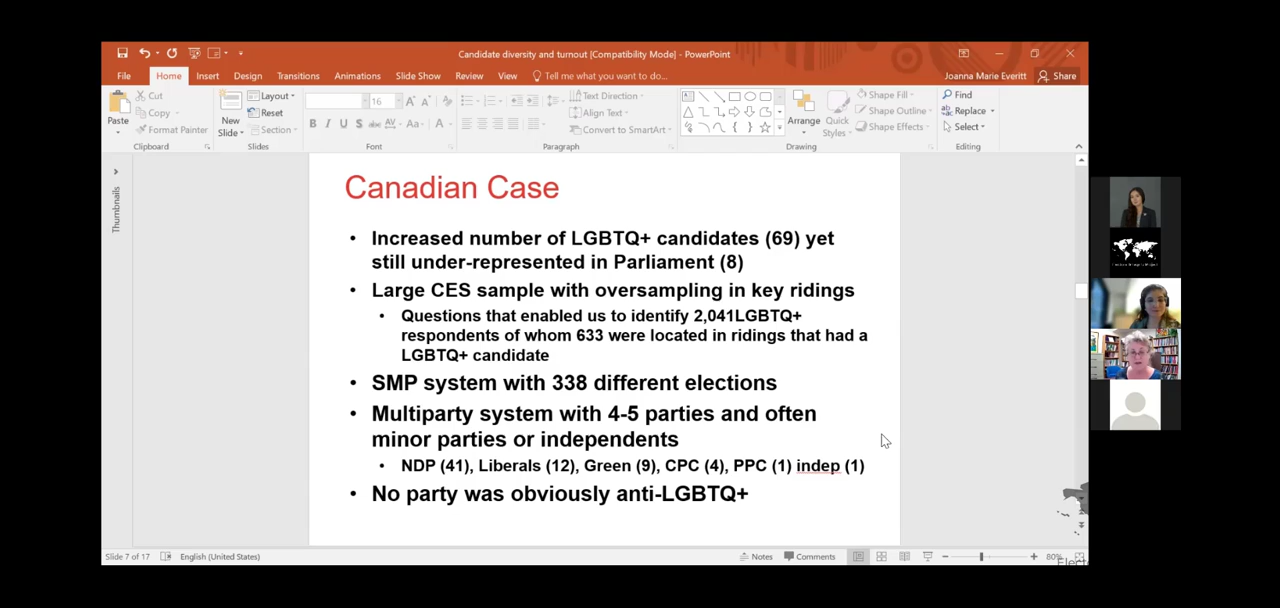 Candidate diversity and turnout [Compatibility Mode] - PowerPoint
File Home Insert Design Transitions Animations Slide Show Review View Tell me what you want to do... Joanna Marie Everitt Share
Cut
Copy
Format Painter
Paste
Clipboard
New
Slide
Layout
Reset
Section
Slides
16
Font
Text Direction
Align Text
Convert to SmartArt
Paragraph
Arrange
Quick
Styles
Shape Fill
Shape Outline
Shape Effects
Drawing
Find
Replace
Select
Editing
Thumbnails
Canadian Case
• Increased number of LGBTQ+ candidates (69) yet
still under-represented in Parliament (8)
• Large CES sample with oversampling in key ridings
• Questions that enabled us to identify 2,041LGBTQ+
respondents of whom 633 were located in ridings that had a
LGBTQ+ candidate
• SMP system with 338 different elections
• Multiparty system with 4-5 parties and often
minor parties or independents
• NDP (41), Liberals (12), Green (9), CPC (4), PPC (1) indep (1)
• No party was obviously anti-LGBTQ+
Slide 7 of 17 English (United States) Notes Comments 80%